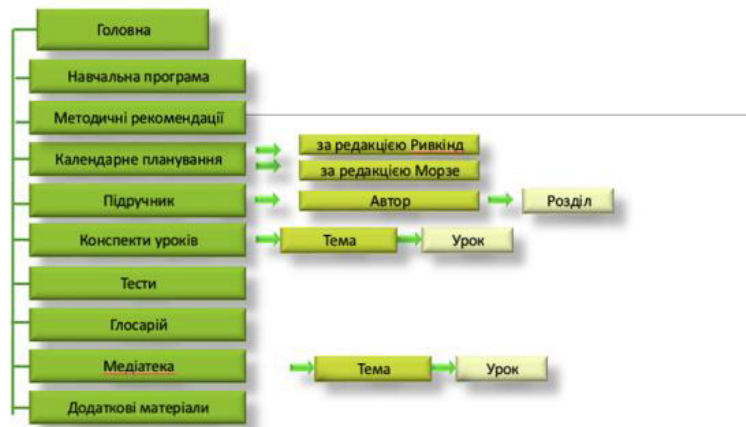 Головна
Навчальна програма
Методичні рекомендації
Календарне планування
за редакцією Ривкінд
за редакцією Морзе
Підручник
Автор
Розділ
Конспекти уроків
Тема
Урок
Тести
Глосарій
Медіатека
Тема
Урок
Додаткові матеріали